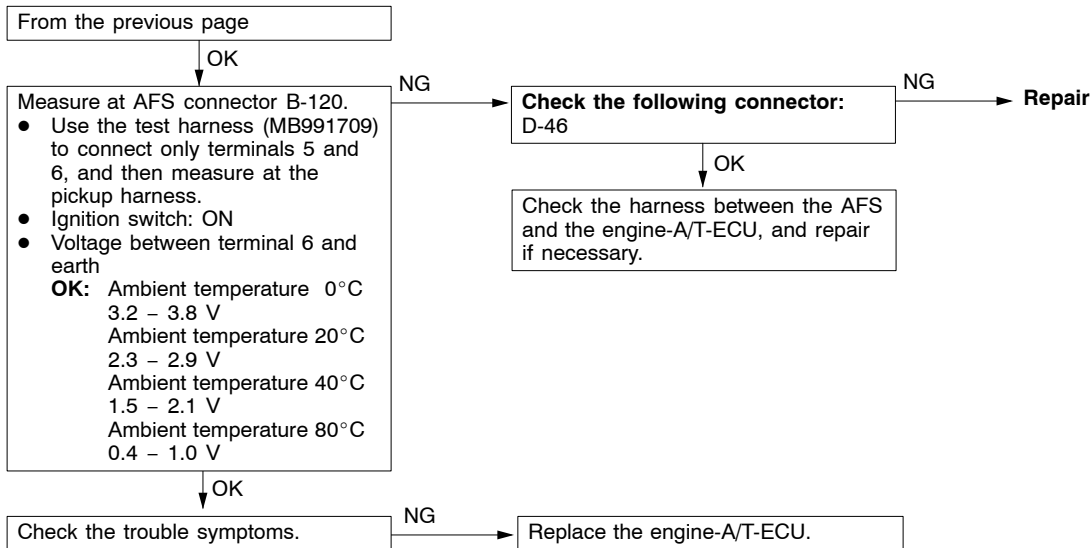 From the previous page
OK
Measure at AFS connector B-120.
● Use the test harness (MB991709)
to connect only terminals 5 and
6, and then measure at the
pickup harness.
● Ignition switch: ON
● Voltage between terminal 6 and
earth
OK: Ambient temperature 0°C
3.2 – 3.8 V
Ambient temperature 20°C
2.3 – 2.9 V
Ambient temperature 40°C
1.5 – 2.1 V
Ambient temperature 80°C
0.4 – 1.0 V
NG
Check the following connector:
D-46
NG
Repair
OK
Check the harness between the AFS
and the engine-A/T-ECU, and repair
if necessary.
OK
Check the trouble symptoms.
NG
Replace the engine-A/T-ECU.